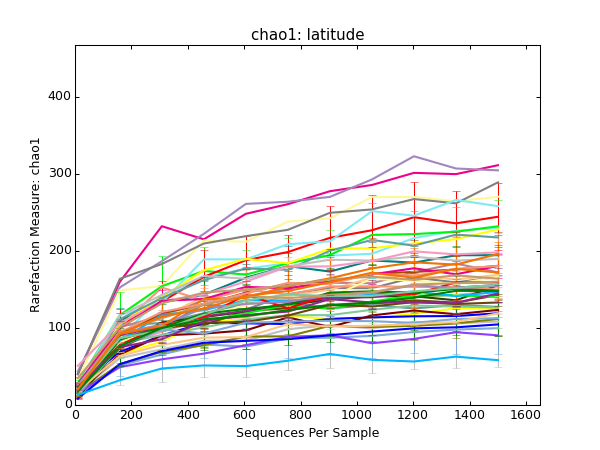 chao1: latitude
Rarefaction Measure: chao1
400
300
200
100
0
0 200 400 600 800 1000 1200 1400 1600
Sequences Per Sample